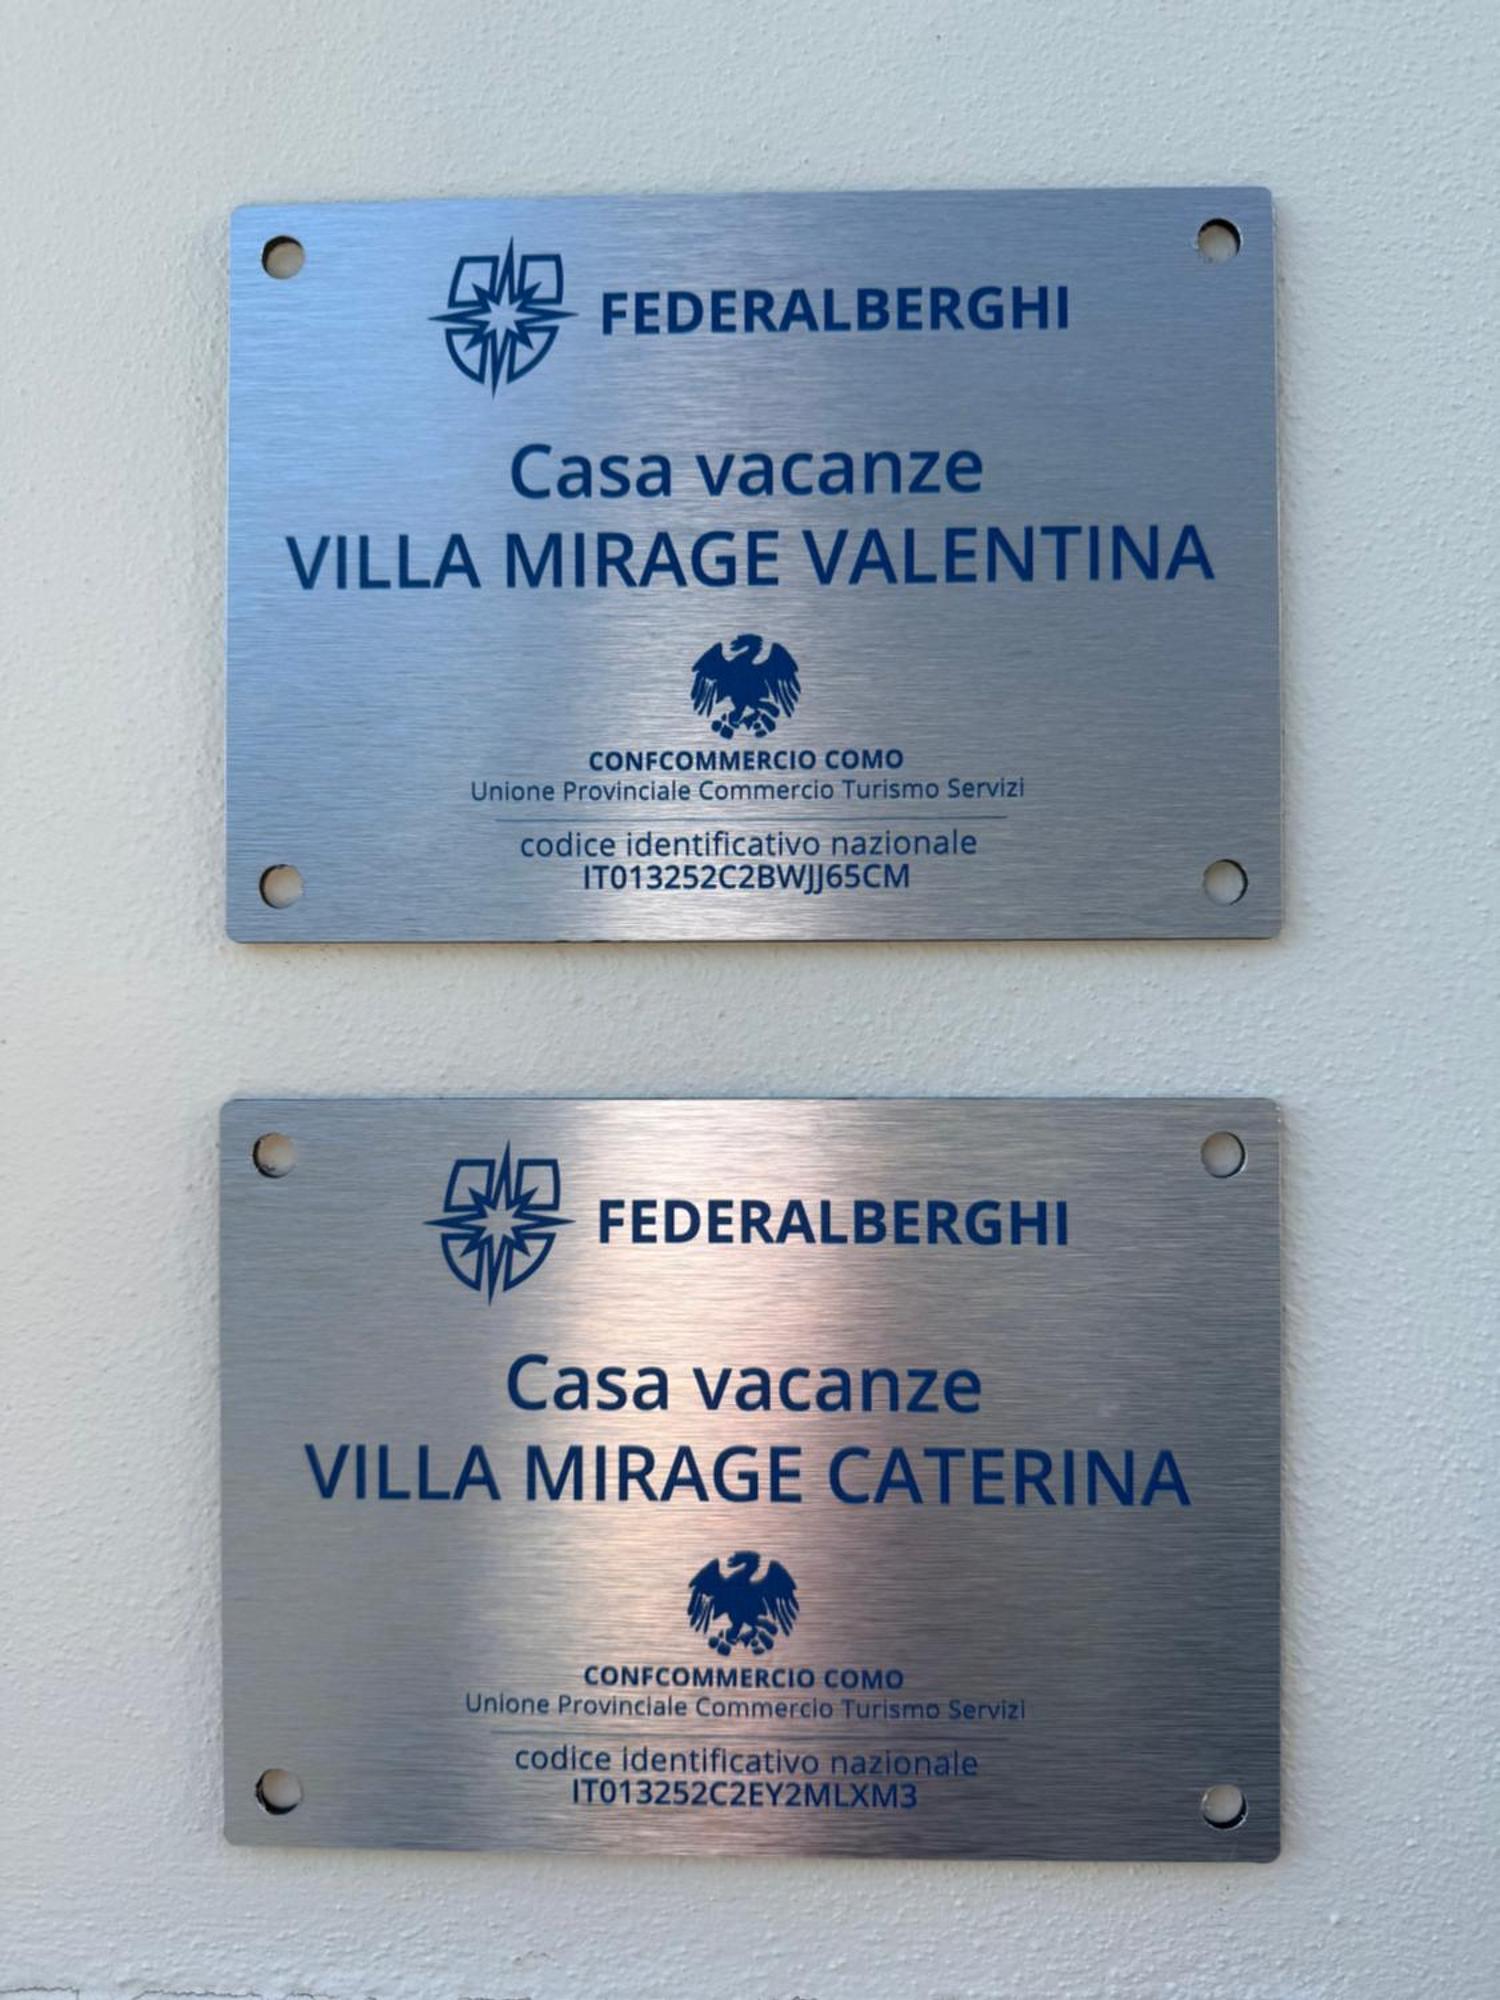 FEDERALBERGHI
Casa vacanze
VILLA MIRAGE VALENTINA
CONFCOMMERCIO COMO
Unione Provinciale Commercio Turismo Servizi
codice identificativo nazionale
IT013252C2BWJJ65CM
FEDERALBERGHI
Casa vacanze
VILLA MIRAGE CATERINA
CONFCOMMERCIO COMO
Unione Provinciale Commercio Turismo Servizi
codice identificativo nazionale
IT013252C2EY2MLXM3